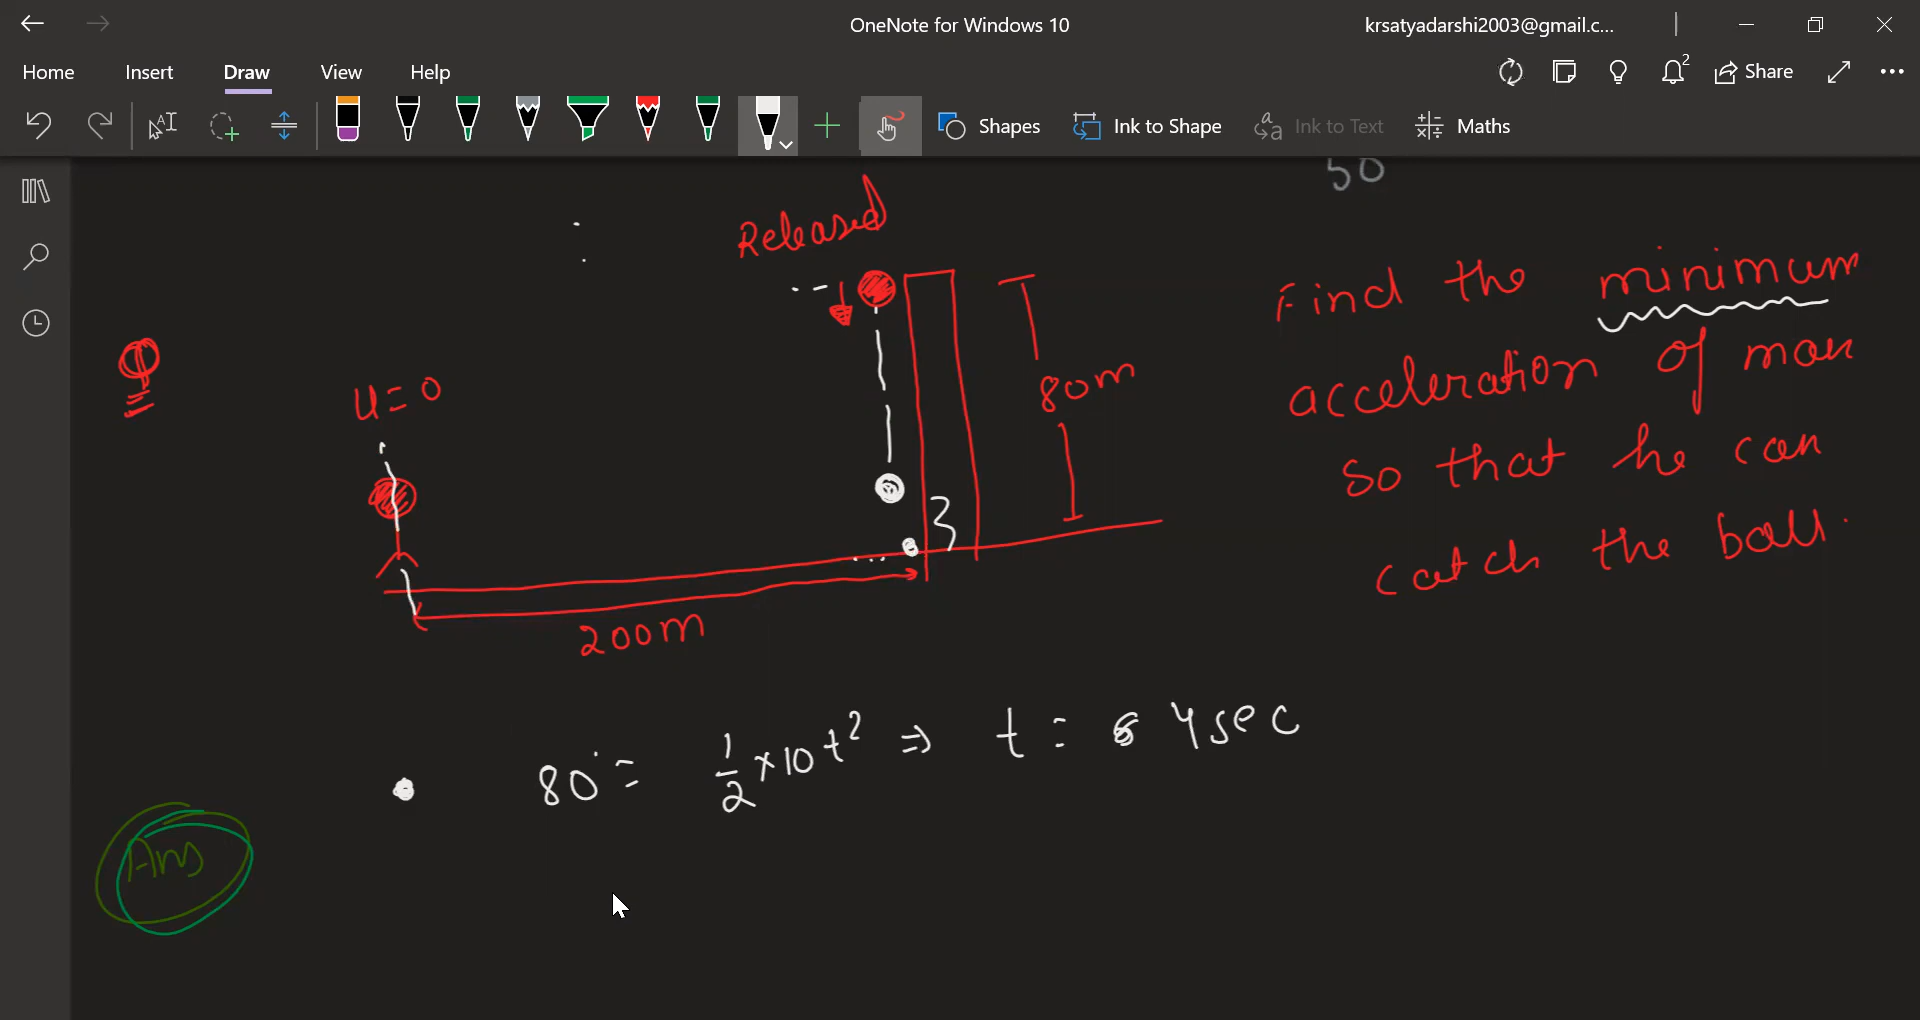 OneNote for Windows 10
krsatyadarshi2003@gmail.c...
Home Insert Draw View Help
Share
Shapes Ink to Shape Ink to Text Maths
50
Released
Find the minimum
acceleration of man
so that he can
catch the ball.
Q
u = 0
80m
200m
80 = 1/2 × 10 t² ⇒ t = 4 sec
Ans